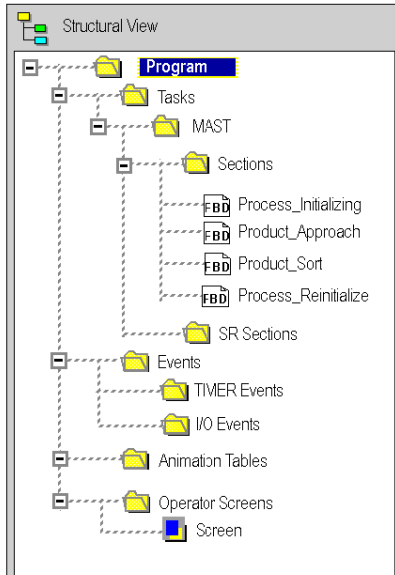 Structural View
Program
Tasks
MAST
Sections
FBD Process_Initializing
FBD Product_Approach
FBD Product_Sort
FBD Process_Reinitialize
SR Sections
Events
TIMER Events
I/O Events
Animation Tables
Operator Screens
Screen